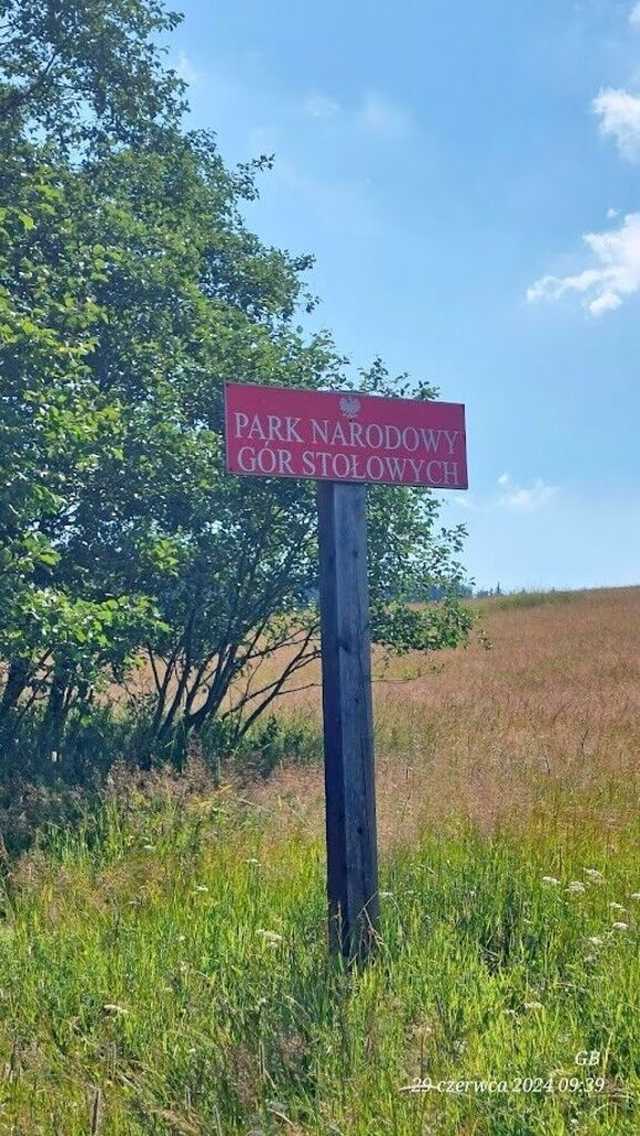 PARK NARODOWY
GÓR STOŁOWYCH
GB
29 czerwca 2024 09:39